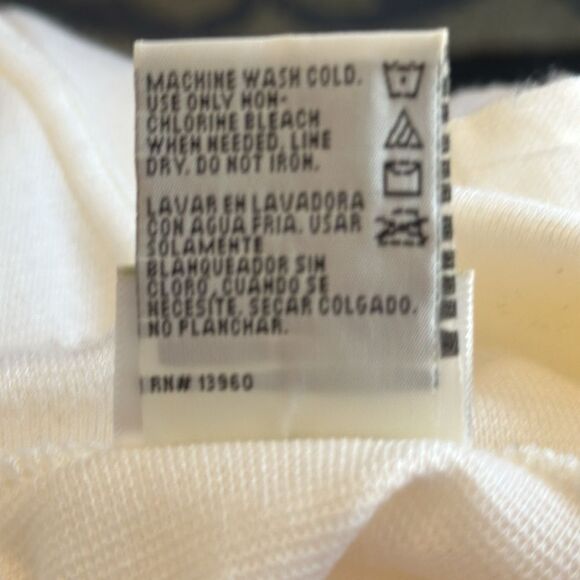 MACHINE WASH COLD.
USE ONLY NON-
CHLORINE BLEACH
WHEN NEEDED. LINE
DRY. DO NOT IRON.
LAVAR EN LAVADORA
CON AGUA FRIA. USAR
SOLAMENTE
BLANQUEADOR SIN
CLORO, CUANDO SE
NECESITE. SECAR COLGADO.
NO PLANCHAR.
RN# 13960